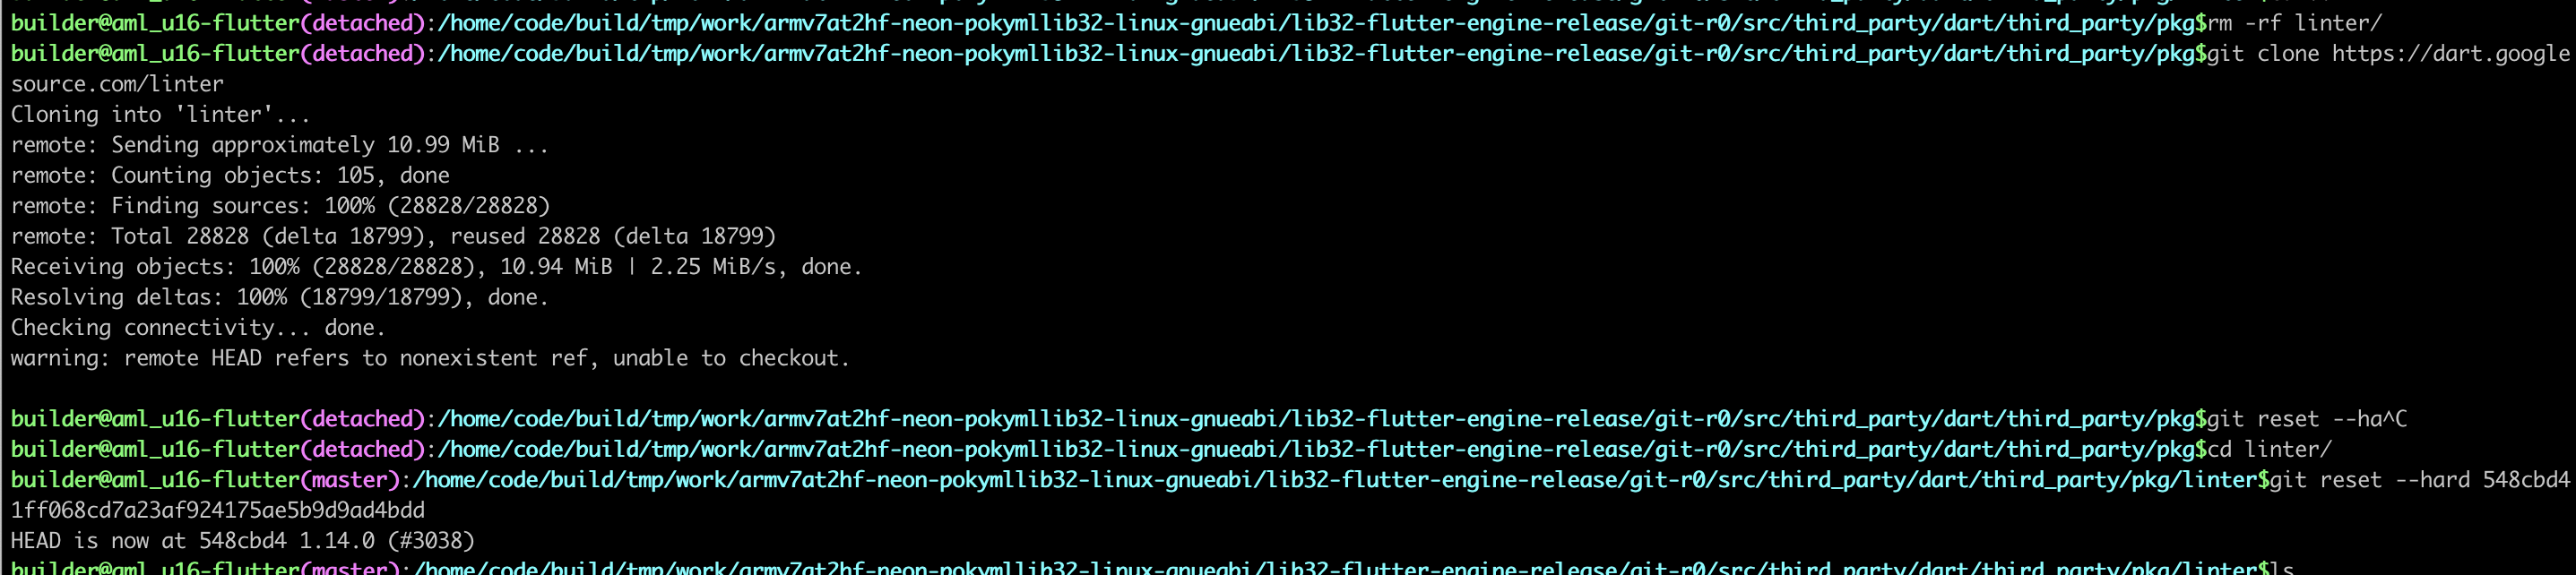 builder@aml_u16-flutter(detached):/home/code/build/tmp/work/armv7at2hf-neon-pokymllib32-linux-gnueabi/lib32-flutter-engine-release/git-r0/src/third_party/dart/third_party/pkg$rm -rf linter/
builder@aml_u16-flutter(detached):/home/code/build/tmp/work/armv7at2hf-neon-pokymllib32-linux-gnueabi/lib32-flutter-engine-release/git-r0/src/third_party/dart/third_party/pkg$git clone https://dart.google
source.com/linter
Cloning into 'linter'...
remote: Sending approximately 10.99 MiB ...
remote: Counting objects: 105, done
remote: Finding sources: 100% (28828/28828)
remote: Total 28828 (delta 18799), reused 28828 (delta 18799)
Receiving objects: 100% (28828/28828), 10.94 MiB | 2.25 MiB/s, done.
Resolving deltas: 100% (18799/18799), done.
Checking connectivity... done.
warning: remote HEAD refers to nonexistent ref, unable to checkout.
builder@aml_u16-flutter(detached):/home/code/build/tmp/work/armv7at2hf-neon-pokymllib32-linux-gnueabi/lib32-flutter-engine-release/git-r0/src/third_party/dart/third_party/pkg$git reset --ha^C
builder@aml_u16-flutter(detached):/home/code/build/tmp/work/armv7at2hf-neon-pokymllib32-linux-gnueabi/lib32-flutter-engine-release/git-r0/src/third_party/dart/third_party/pkg$cd linter/
builder@aml_u16-flutter(master):/home/code/build/tmp/work/armv7at2hf-neon-pokymllib32-linux-gnueabi/lib32-flutter-engine-release/git-r0/src/third_party/dart/third_party/pkg/linter$git reset --hard 548cbd4
1ff068cd7a23af924175ae5b9d9ad4bdd
HEAD is now at 548cbd4 1.14.0 (#3038)
builder@aml_u16-flutter(master):/home/code/build/tmp/work/armv7at2hf-neon-pokymllib32-linux-gnueabi/lib32-flutter-engine-release/git-r0/src/third_party/dart/third_party/pkg/linter$ls